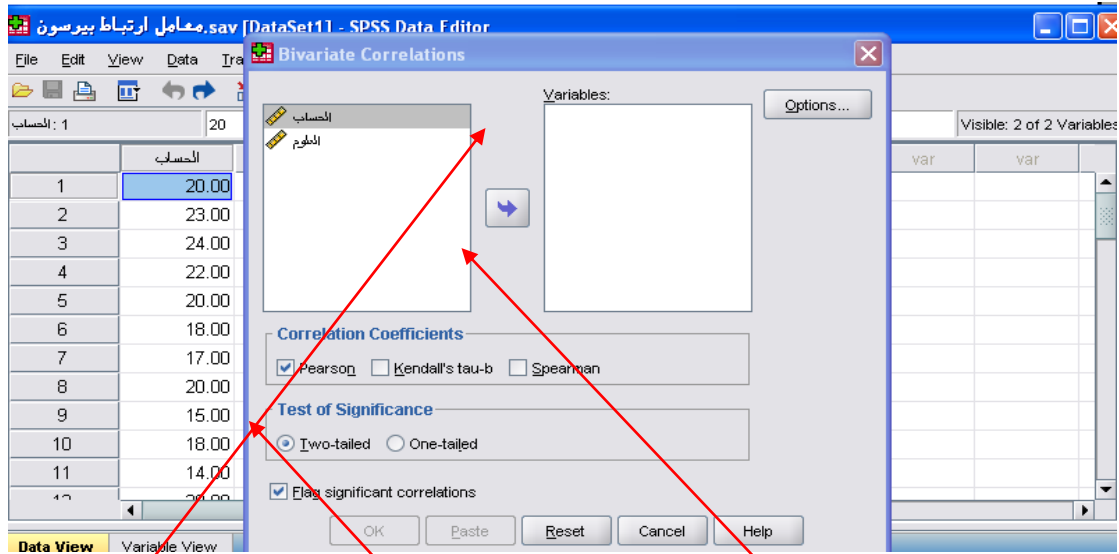 معامل ارتباط بيرسون.sav [DataSet1] - SPSS Data Editor
File Edit View Data Tra
1 : الحساب 20 Visible: 2 of 2 Variables
الحساب var var
1 20.00
2 23.00
3 24.00
4 22.00
5 20.00
6 18.00
7 17.00
8 20.00
9 15.00
10 18.00
11 14.00
Data View Variable View
Bivariate Correlations
الحساب
العلوم
Variables:
Options...
Correlation Coefficients
Pearson Kendall's tau-b Spearman
Test of Significance
Two-tailed One-tailed
Flag significant correlations
OK Paste Reset Cancel Help